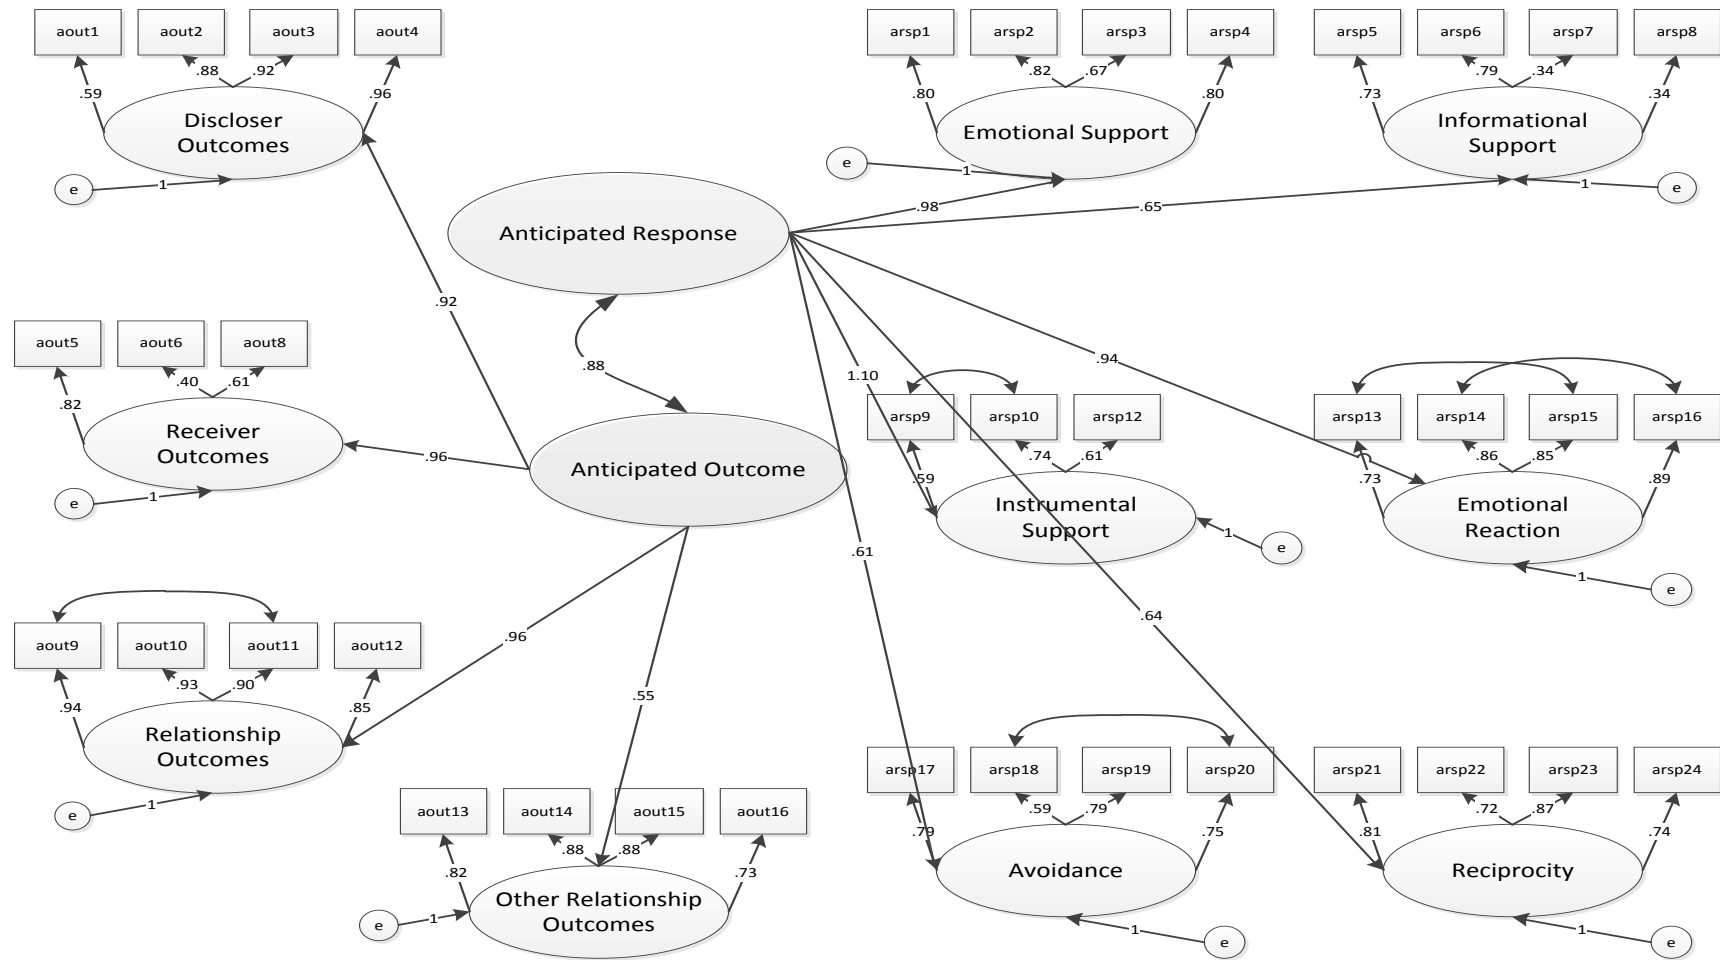 aout1 aout2 aout3 aout4
arsp1 arsp2 arsp3 arsp4
arsp5 arsp6 arsp7 arsp8
.88 .92
.59 .96
.82 .67
.80 .80
.79 .34
.73 .34
Discloser
Outcomes
Emotional Support
Informational
Support
e 1
e 1
1 e
.98
.65
Anticipated Response
.92
.88
.94
1.10
aout5 aout6 aout8
.40 .61
.82
Receiver
Outcomes
.96
e 1
Anticipated Outcome
arsp9 arsp10 arsp12
.74 .61
.59
Instrumental
Support
1 e
arsp13 arsp14 arsp15 arsp16
.86 .85
.73 .89
Emotional
Reaction
1 e
.61
.64
.96
.55
aout9 aout10 aout11 aout12
.93 .90
.94 .85
Relationship
Outcomes
e 1
aout13 aout14 aout15 aout16
.88 .88
.82 .73
Other Relationship
Outcomes
e 1
arsp17 arsp18 arsp19 arsp20
.59 .79
.79 .75
Avoidance
1 e
arsp21 arsp22 arsp23 arsp24
.72 .87
.81 .74
Reciprocity
1 e